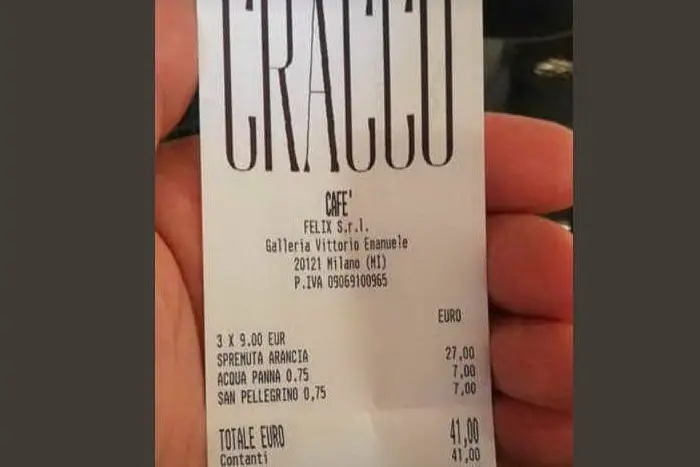 CRACCO
CAFE'
FELIX S.r.l.
Galleria Vittorio Emanuele
20121 Milano (MI)
P.IVA 09069100965
EURO
3 X 9.00 EUR
SPREMUTA ARANCIA 27,00
ACQUA PANNA 0.75 7,00
SAN PELLEGRINO 0,75 7,00
TOTALE EURO 41,00
Contanti 41,00